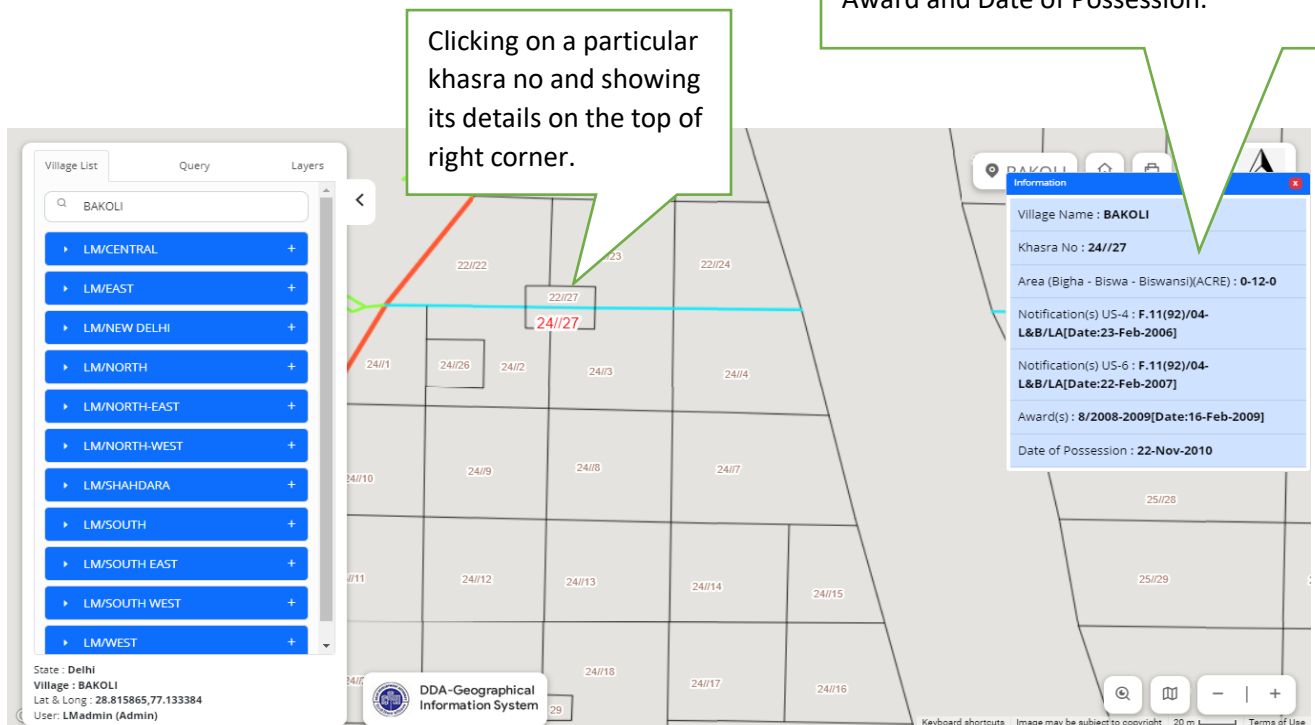 Award and Date of Possession.
Clicking on a particular
khasra no and showing
its details on the top of
right corner.
Village List
Query
Layers
BAKOLI
LM/CENTRAL +
LM/EAST +
LM/NEW DELHI +
LM/NORTH +
LM/NORTH-EAST +
LM/NORTH-WEST +
LM/SHAHDARA +
LM/SOUTH +
LM/SOUTH EAST +
LM/SOUTH WEST +
LM/WEST +
State : Delhi
Village : BAKOLI
Lat & Long : 28.815865,77.133384
User: LMadmin (Admin)
BAKOLI
Information
Village Name : BAKOLI
Khasra No : 24//27
Area (Bigha - Biswa - Biswansi)(ACRE) : 0-12-0
Notification(s) US-4 : F.11(92)/04-
L&B/LA[Date:23-Feb-2006]
Notification(s) US-6 : F.11(92)/04-
L&B/LA[Date:22-Feb-2007]
Award(s) : 8/2008-2009[Date:16-Feb-2009]
Date of Possession : 22-Nov-2010
22//22
22//24
22//27
24//27
24//1
24//26
24//2
24//3
24//4
24//10
24//9
24//8
24//7
25//28
24//12
24//13
24//14
24//15
25//29
24//18
24//17
24//16
29
DDA-Geographical
Information System
Keyboard shortcuts
Image may be subject to copyright
20 m
Terms of Use